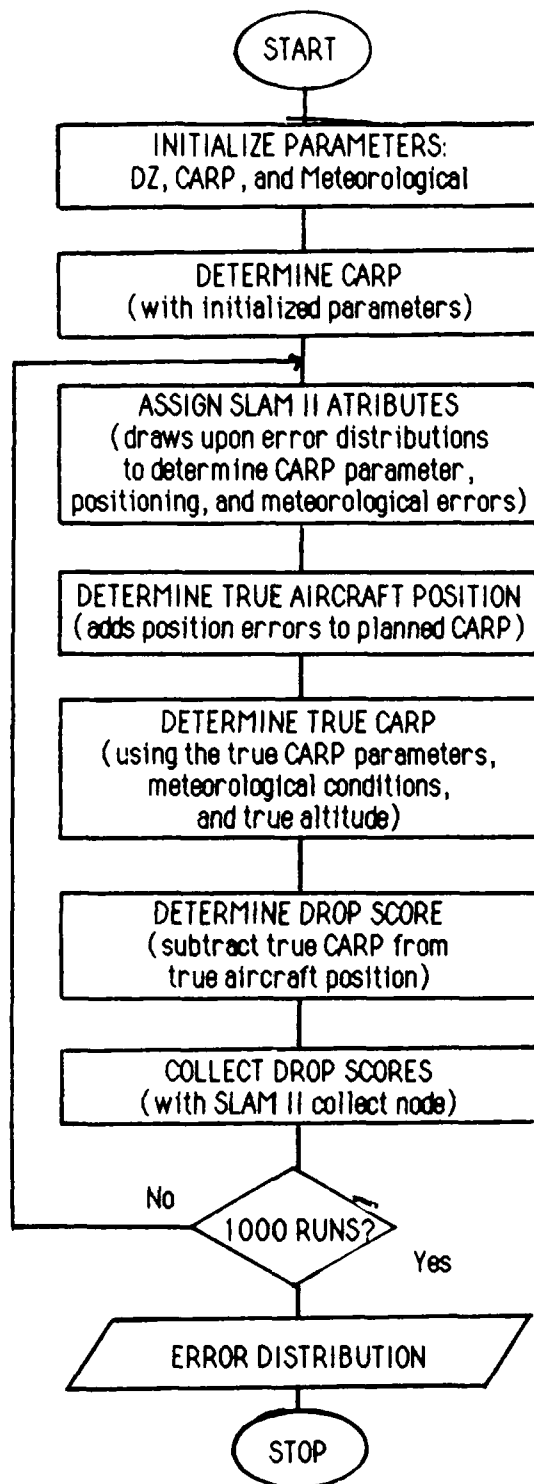 START
INITIALIZE PARAMETERS:
DZ, CARP, and Meteorological
DETERMINE CARP
(with initialized parameters)
ASSIGN SLAM II ATRIBUTES
(draws upon error distributions
to determine CARP parameter,
positioning, and meteorological errors)
DETERMINE TRUE AIRCRAFT POSITION
(adds position errors to planned CARP)
DETERMINE TRUE CARP
(using the true CARP parameters,
meteorological conditions,
and true altitude)
DETERMINE DROP SCORE
(subtract true CARP from
true aircraft position)
COLLECT DROP SCORES
(with SLAM II collect node)
No
1000 RUNS?
Yes
ERROR DISTRIBUTION
STOP